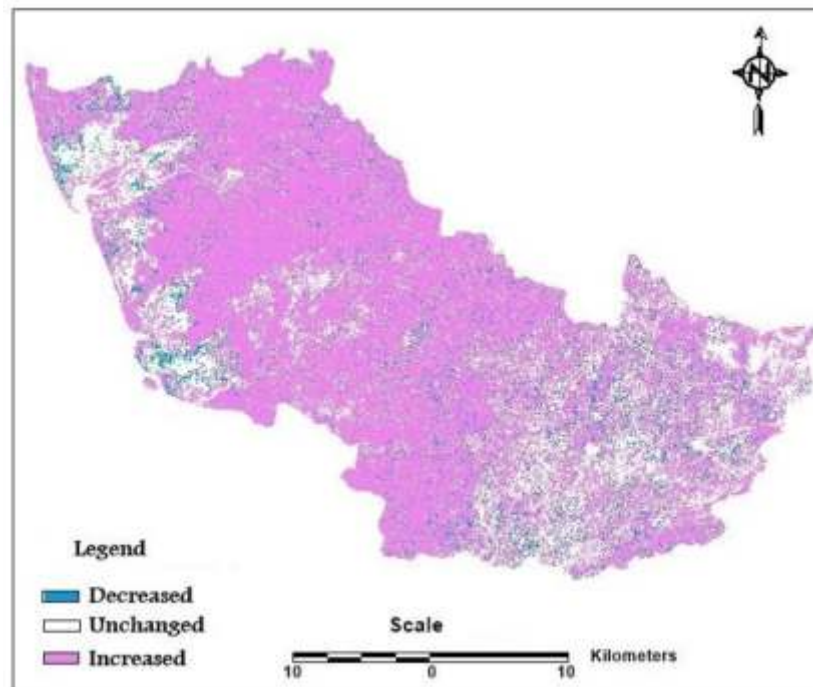 N
Legend
Decreased
Unchanged
Increased
Scale
10 0 10 Kilometers